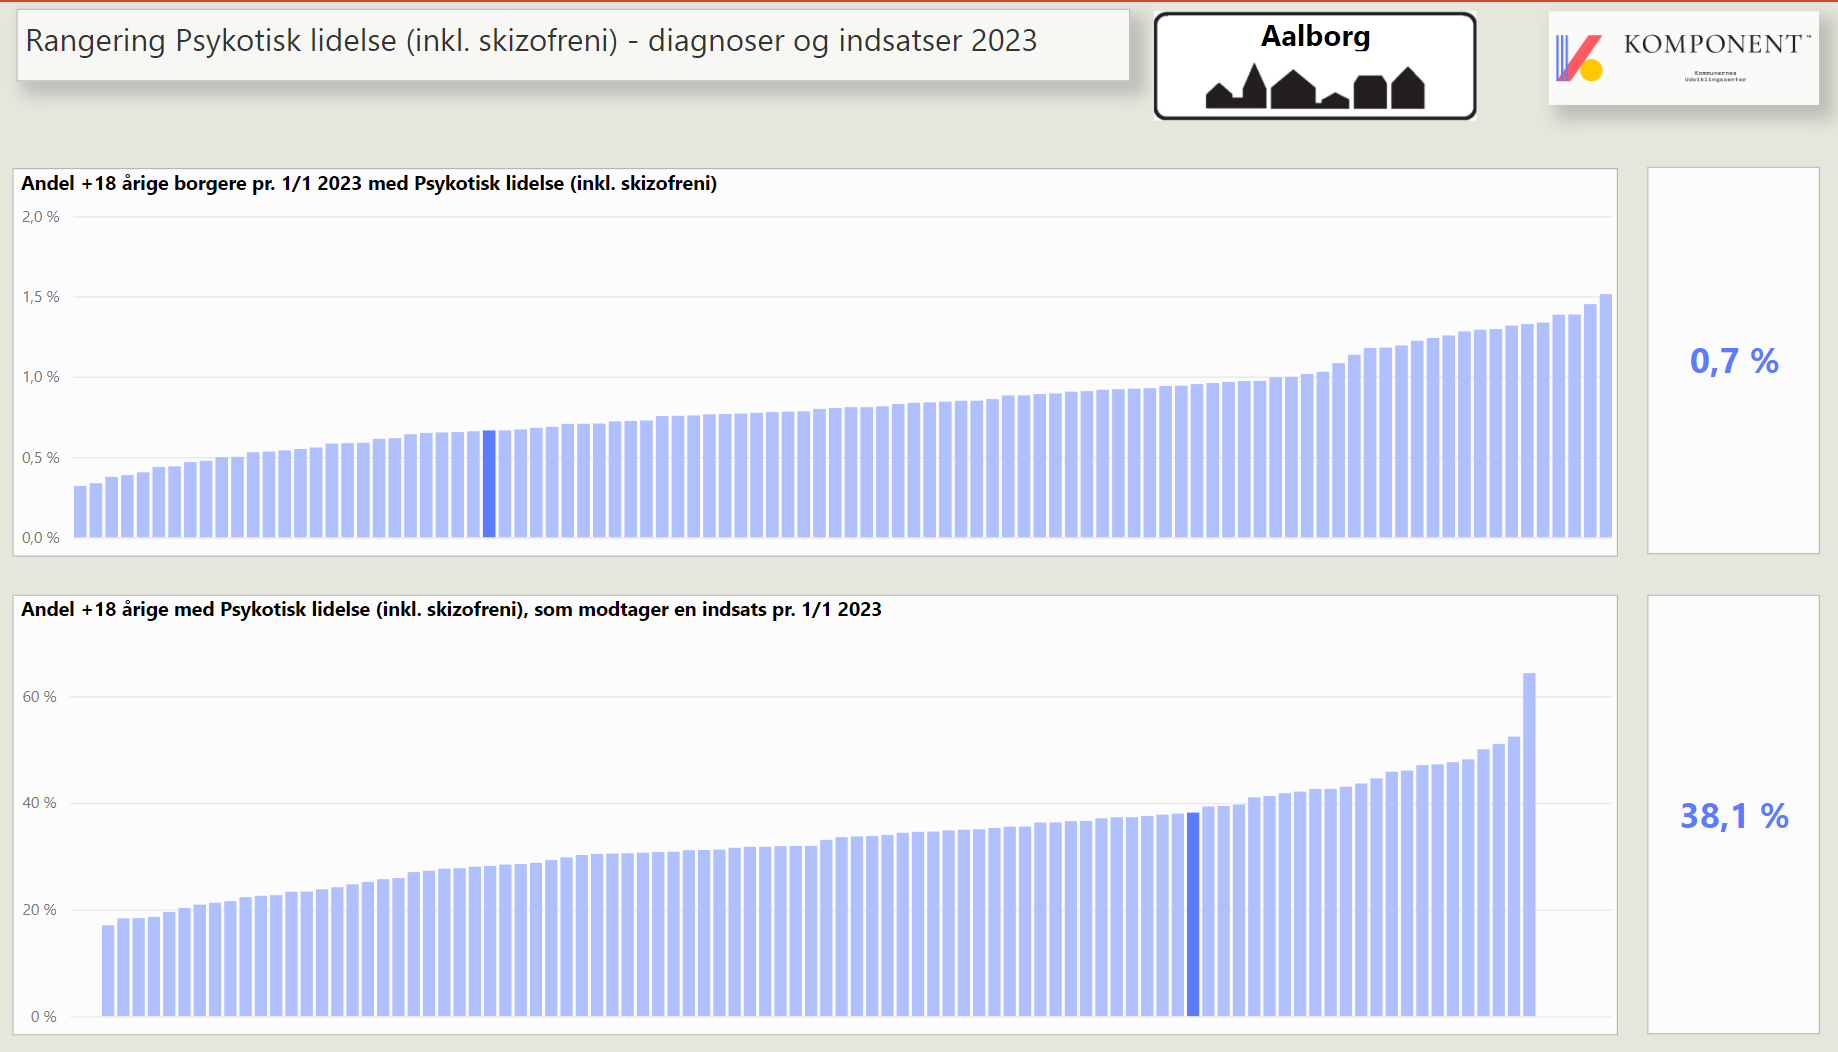 Rangering Psykotisk lidelse (inkl. skizofreni) - diagnoser og indsatser 2023
Aalborg
KOMPONENT™
Kommunernes
Udviklingscenter
Andel +18 årige borgere pr. 1/1 2023 med Psykotisk lidelse (inkl. skizofreni)
2,0 %
1,5 %
1,0 %
0,5 %
0,0 %
0,7 %
Andel +18 årige med Psykotisk lidelse (inkl. skizofreni), som modtager en indsats pr. 1/1 2023
60 %
40 %
20 %
0 %
38,1 %